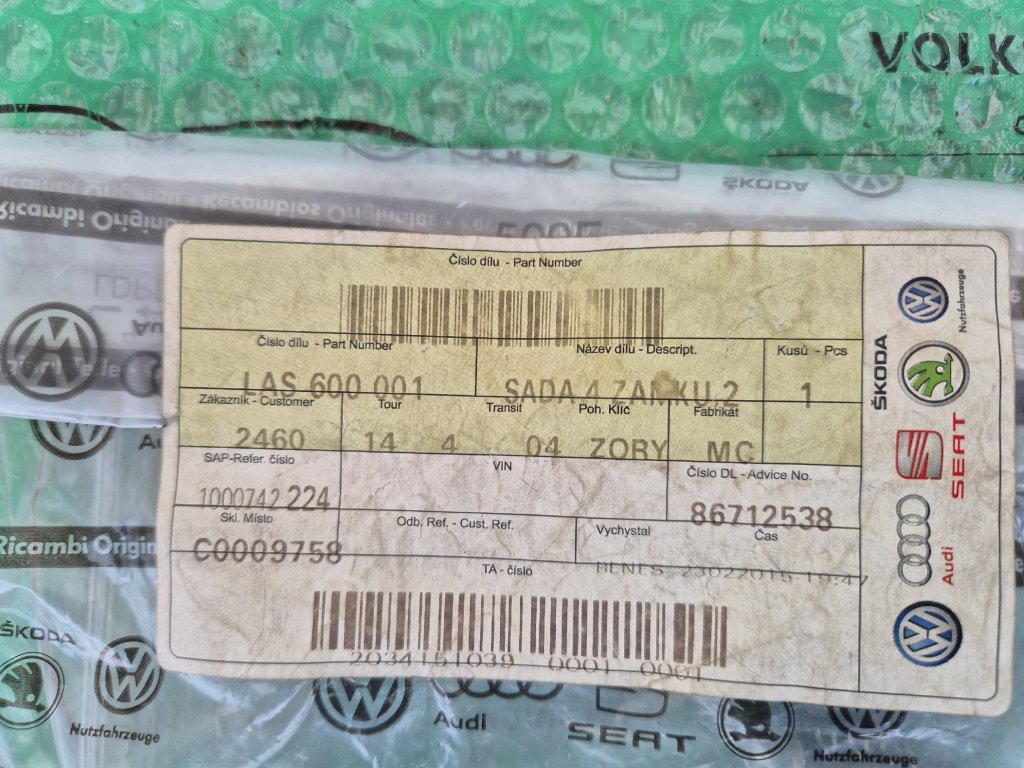 VOLK
ŠKODA
ŠKODA
Ricambi Originali * Recambios Originales *
LDPE
Číslo dílu - Part Number
Číslo dílu - Part Number
Název dílu - Descript.
Kusů - Pcs
LAS 600 001
SADA 4 ZAMKU,2
1
Zákazník - Customer
Tour
Transit
Poh. Klíč
Fabrikát
2460
14
4
04
ZORY
MC
SAP-Refer. číslo
VIN
Číslo DL - Advice No.
1000742 224
86712538
Skl. Místo
Odb. Ref. - Cust. Ref.
Vychystal
Čas
C0009758
BENES 23022016 19:47
TA - číslo
2034151039 0001 0001
Nutzfahrzeuge
ŠKODA
SEAT
Audi
Ricambi Origin
ŠKODA
Nutzfahrzeuge
Audi
SEAT
Nutzfahrzeuge